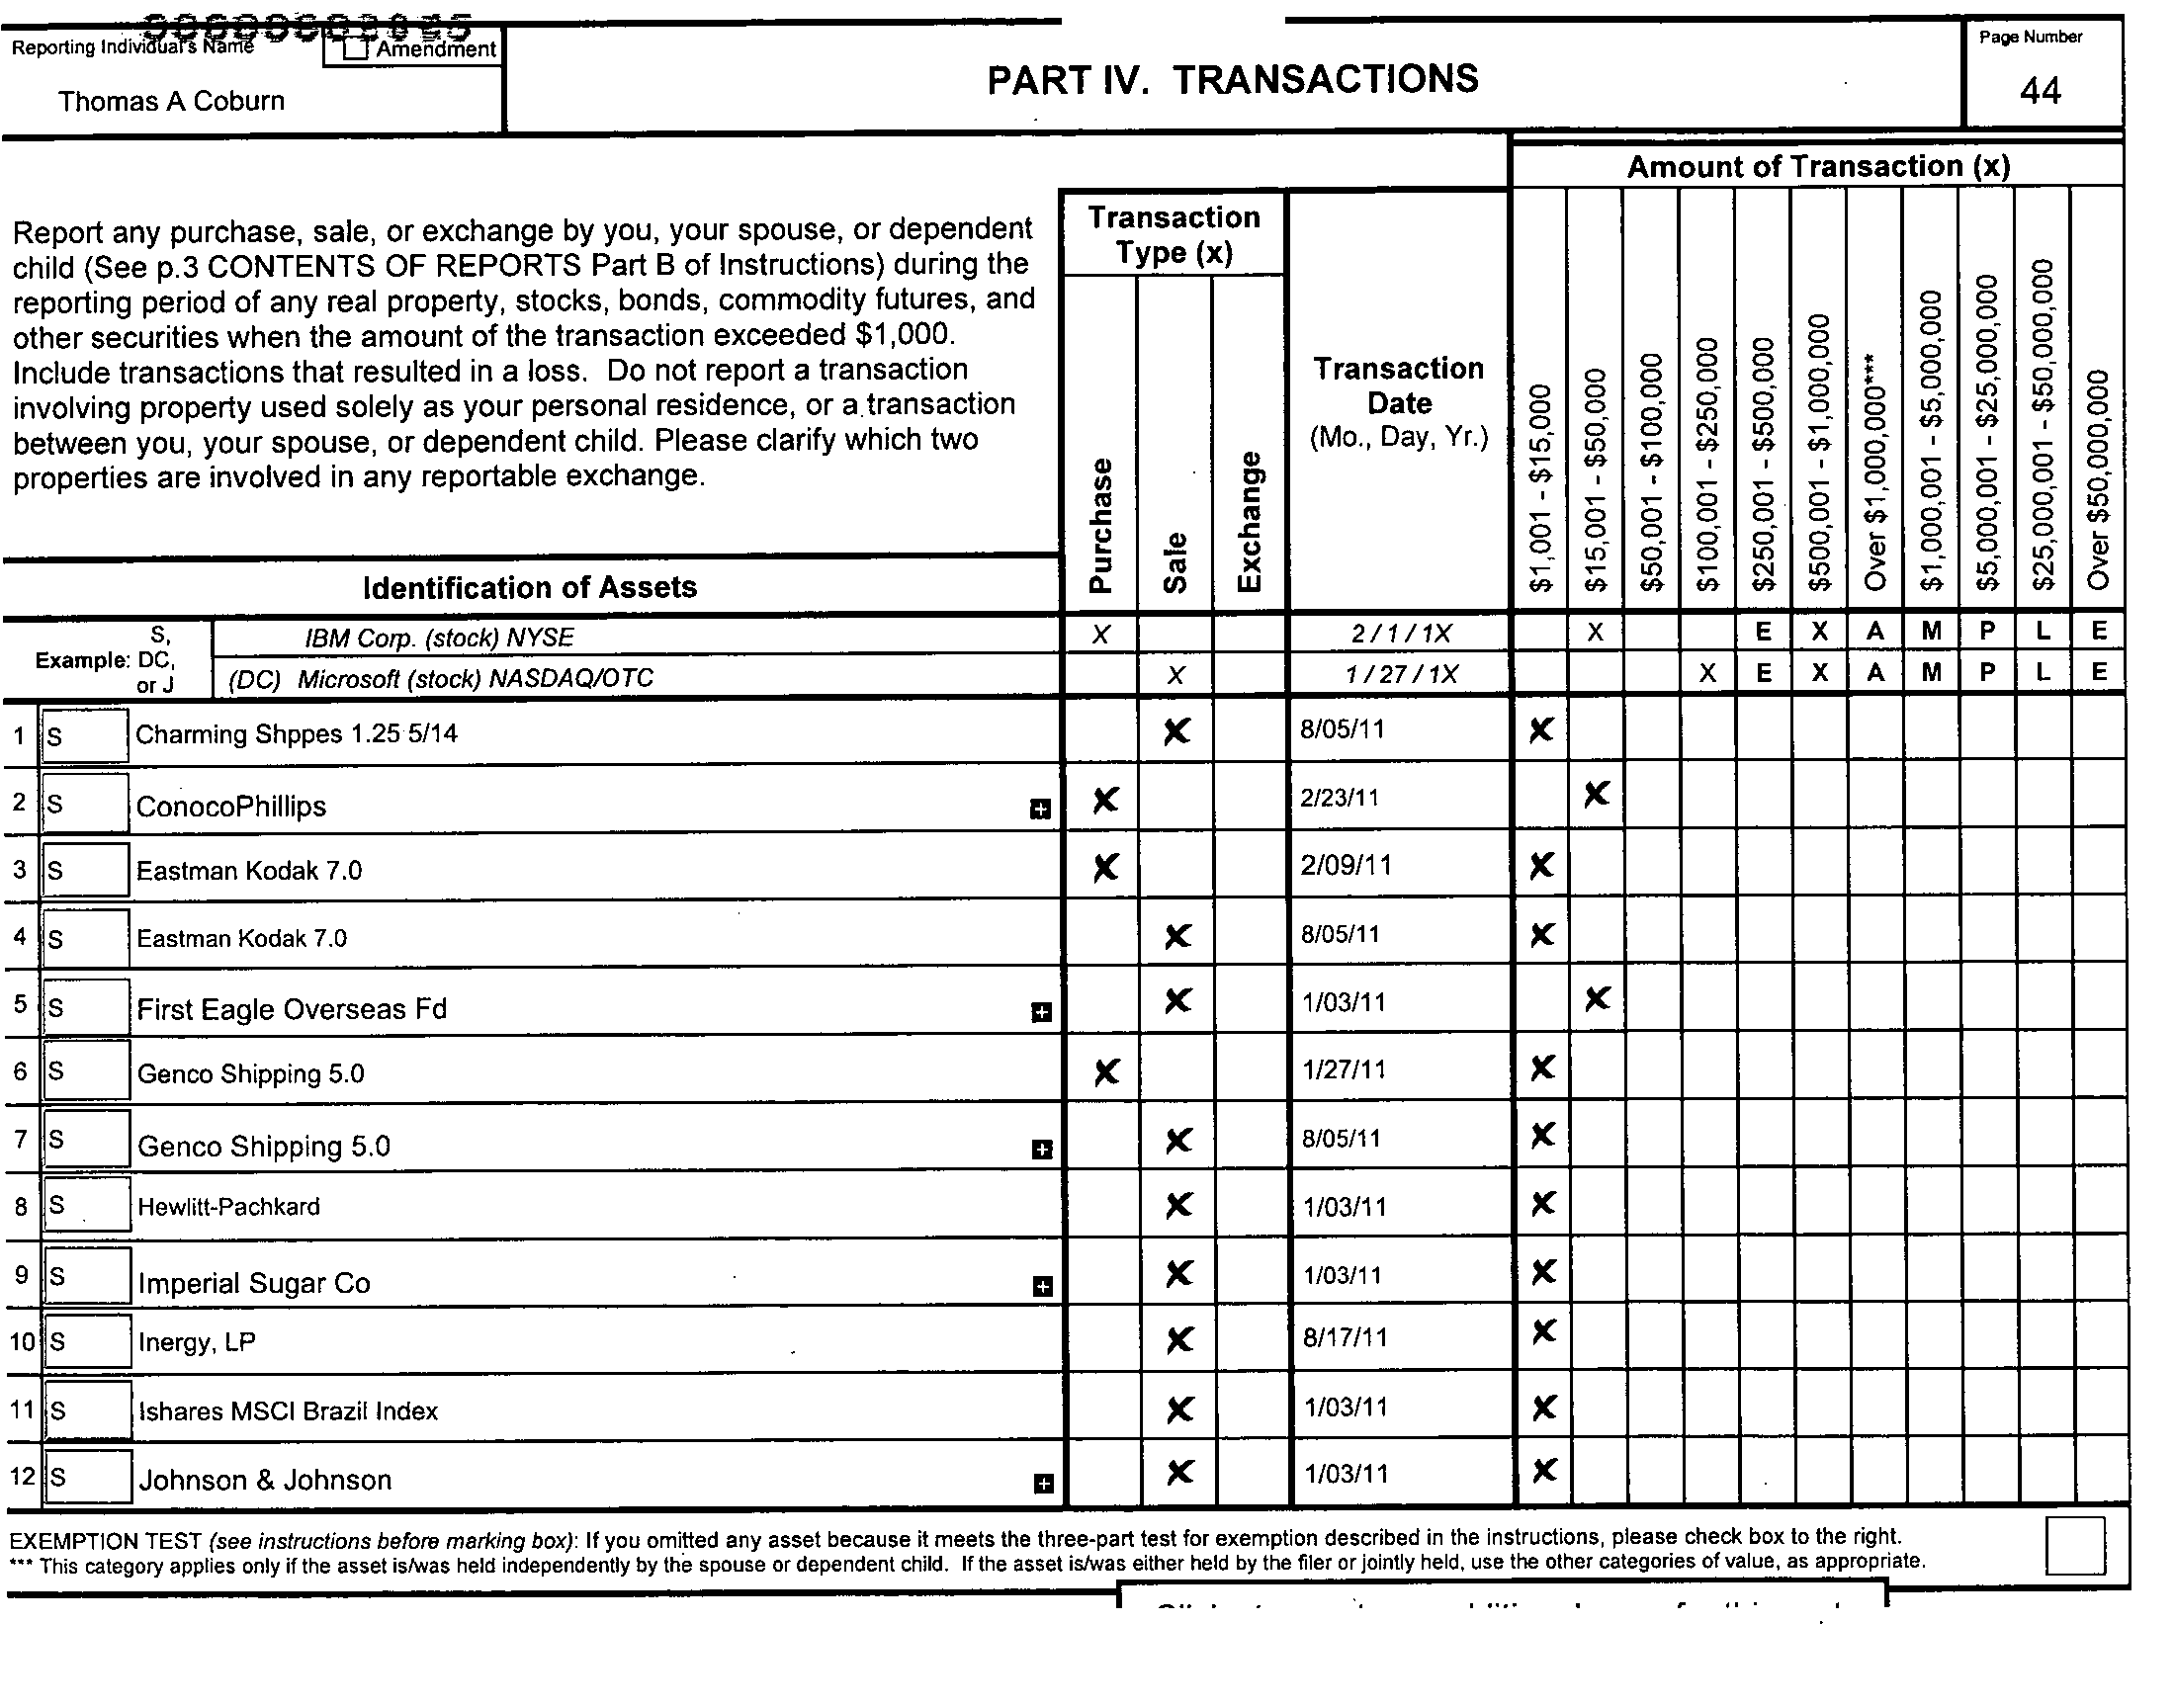 Reporting Individual's Name
Amendment
Thomas A Coburn
PART IV. TRANSACTIONS
Page Number
44
Amount of Transaction (x)
Report any purchase, sale, or exchange by you, your spouse, or dependent
child (See p.3 CONTENTS OF REPORTS Part B of Instructions) during the
reporting period of any real property, stocks, bonds, commodity futures, and
other securities when the amount of the transaction exceeded $1,000.
Include transactions that resulted in a loss. Do not report a transaction
involving property used solely as your personal residence, or a transaction
between you, your spouse, or dependent child. Please clarify which two
properties are involved in any reportable exchange.
Transaction
Type (x)
Purchase
Sale
Exchange
Transaction
Date
(Mo., Day, Yr.)
$1,001 - $15,000
$15,001 - $50,000
$50,001 - $100,000
$100,001 - $250,000
$250,001 - $500,000
$500,001 - $1,000,000
Over $1,000,000***
$1,000,001 - $5,000,000
$5,000,001 - $25,000,000
$25,000,001 - $50,000,000
Over $50,000,000
Identification of Assets
Example: S, DC, or J
IBM Corp. (stock) NYSE X 2 / 1 / 1X X E X A M P L E
(DC) Microsoft (stock) NASDAQ/OTC X 1 / 27 / 1X X E X A M P L E
1 S Charming Shppes 1.25 5/14 X 8/05/11 X
2 S ConocoPhillips + X 2/23/11 X
3 S Eastman Kodak 7.0 X 2/09/11 X
4 S Eastman Kodak 7.0 X 8/05/11 X
5 S First Eagle Overseas Fd + X 1/03/11 X
6 S Genco Shipping 5.0 X 1/27/11 X
7 S Genco Shipping 5.0 + X 8/05/11 X
8 S Hewlitt-Pachkard X 1/03/11 X
9 S Imperial Sugar Co + X 1/03/11 X
10 S Inergy, LP X 8/17/11 X
11 S Ishares MSCI Brazil Index X 1/03/11 X
12 S Johnson & Johnson + X 1/03/11 X
EXEMPTION TEST (see instructions before marking box): If you omitted any asset because it meets the three-part test for exemption described in the instructions, please check box to the right.
*** This category applies only if the asset is/was held independently by the spouse or dependent child. If the asset is/was either held by the filer or jointly held, use the other categories of value, as appropriate.